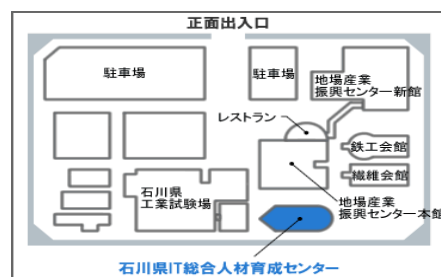 正面出入口
駐車場
駐車場
地場産業
振興センター新館
レストラン
鉄工会館
繊維会館
石川県
工業試験場
地場産業
振興センター本館
石川県IT総合人材育成センター